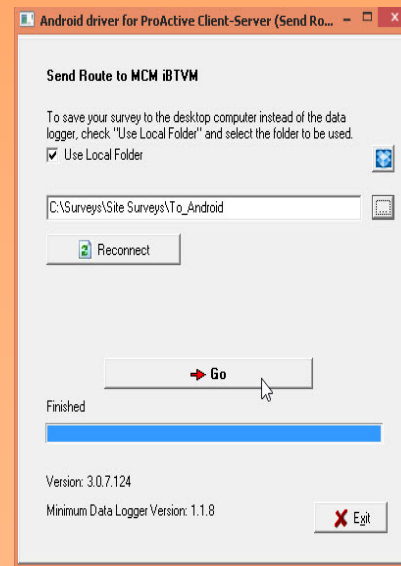 Android driver for ProActive Client-Server (Send Ro...
Send Route to MCM iBTVM
To save your survey to the desktop computer instead of the data
logger, check "Use Local Folder" and select the folder to be used.
Use Local Folder
C:\Surveys\Site Surveys\To_Android
...
Reconnect
Go
Finished
Version: 3.0.7.124
Minimum Data Logger Version: 1.1.8
Exit